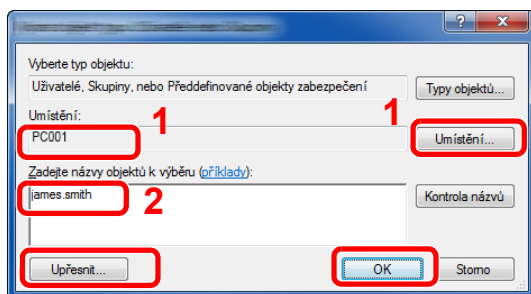 Vyberte typ objektu:
Uživatelé, Skupiny, nebo Předdefinované objekty zabezpečení
Typy objektů...
Umístění:
1
1
PC001
Umístění...
Zadejte názvy objektů k výběru (příklady):
james.smith
2
Kontrola názvů
Upřesnit...
OK
Storno